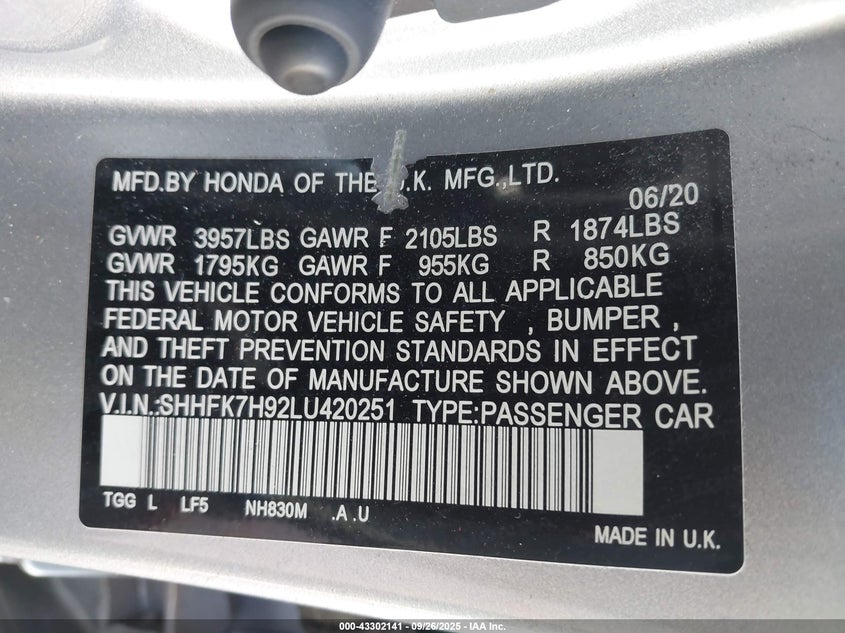 MFD.BY HONDA OF THE U.K. MFG.,LTD.
06/20
GVWR 3957LBS GAWR F 2105LBS R 1874LBS
GVWR 1795KG GAWR F 955KG R 850KG
THIS VEHICLE CONFORMS TO ALL APPLICABLE
FEDERAL MOTOR VEHICLE SAFETY , BUMPER ,
AND THEFT PREVENTION STANDARDS IN EFFECT
ON THE DATE OF MANUFACTURE SHOWN ABOVE.
V.I.N.:SHHFK7H92LU420251 TYPE:PASSENGER CAR
TGG L LF5 NH830M .A .U
MADE IN U.K.
000-43302141 - 09/26/2025 - IAA Inc.